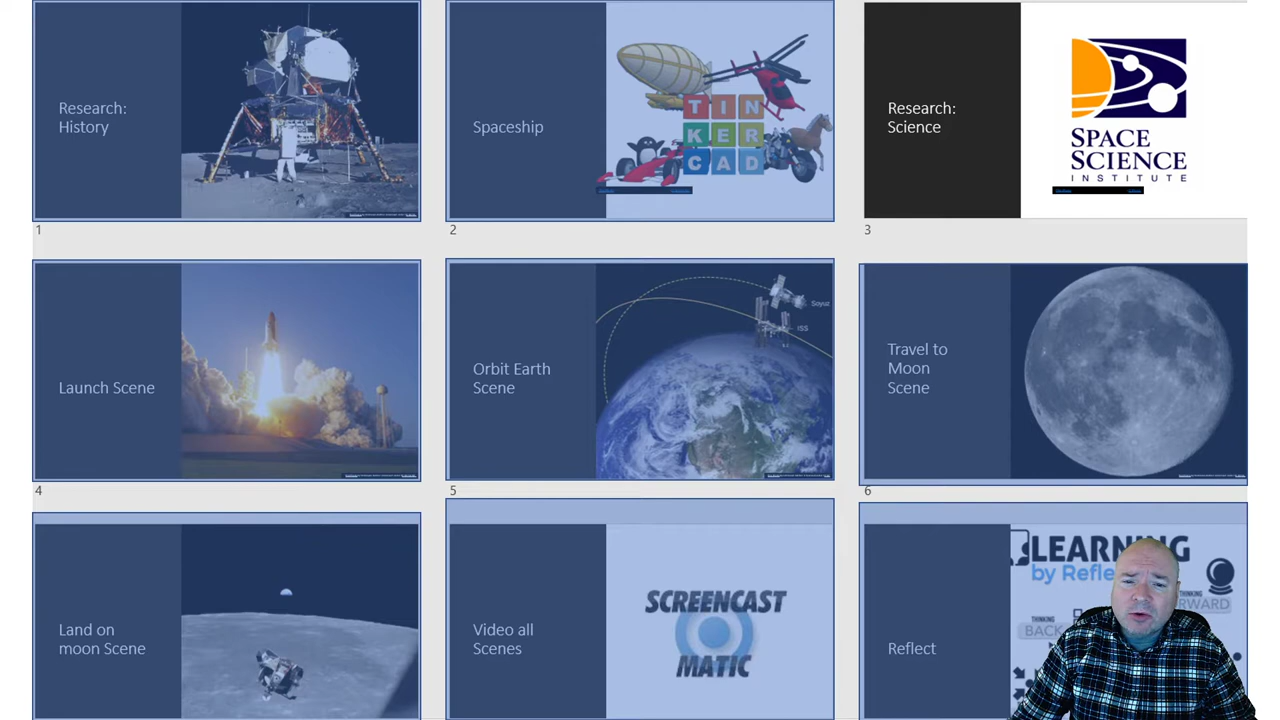 Research:
History
Spaceship
TIN
KER
CAD
Research:
Science
SPACE
SCIENCE
INSTITUTE
1
2
3
Launch Scene
Orbit Earth
Scene
Soyuz
ISS
Travel to
Moon
Scene
4
5
6
Land on
moon Scene
Video all
Scenes
SCREENCAST
MATIC
Reflect
LEARNING
by Refle
THINKING
BACK